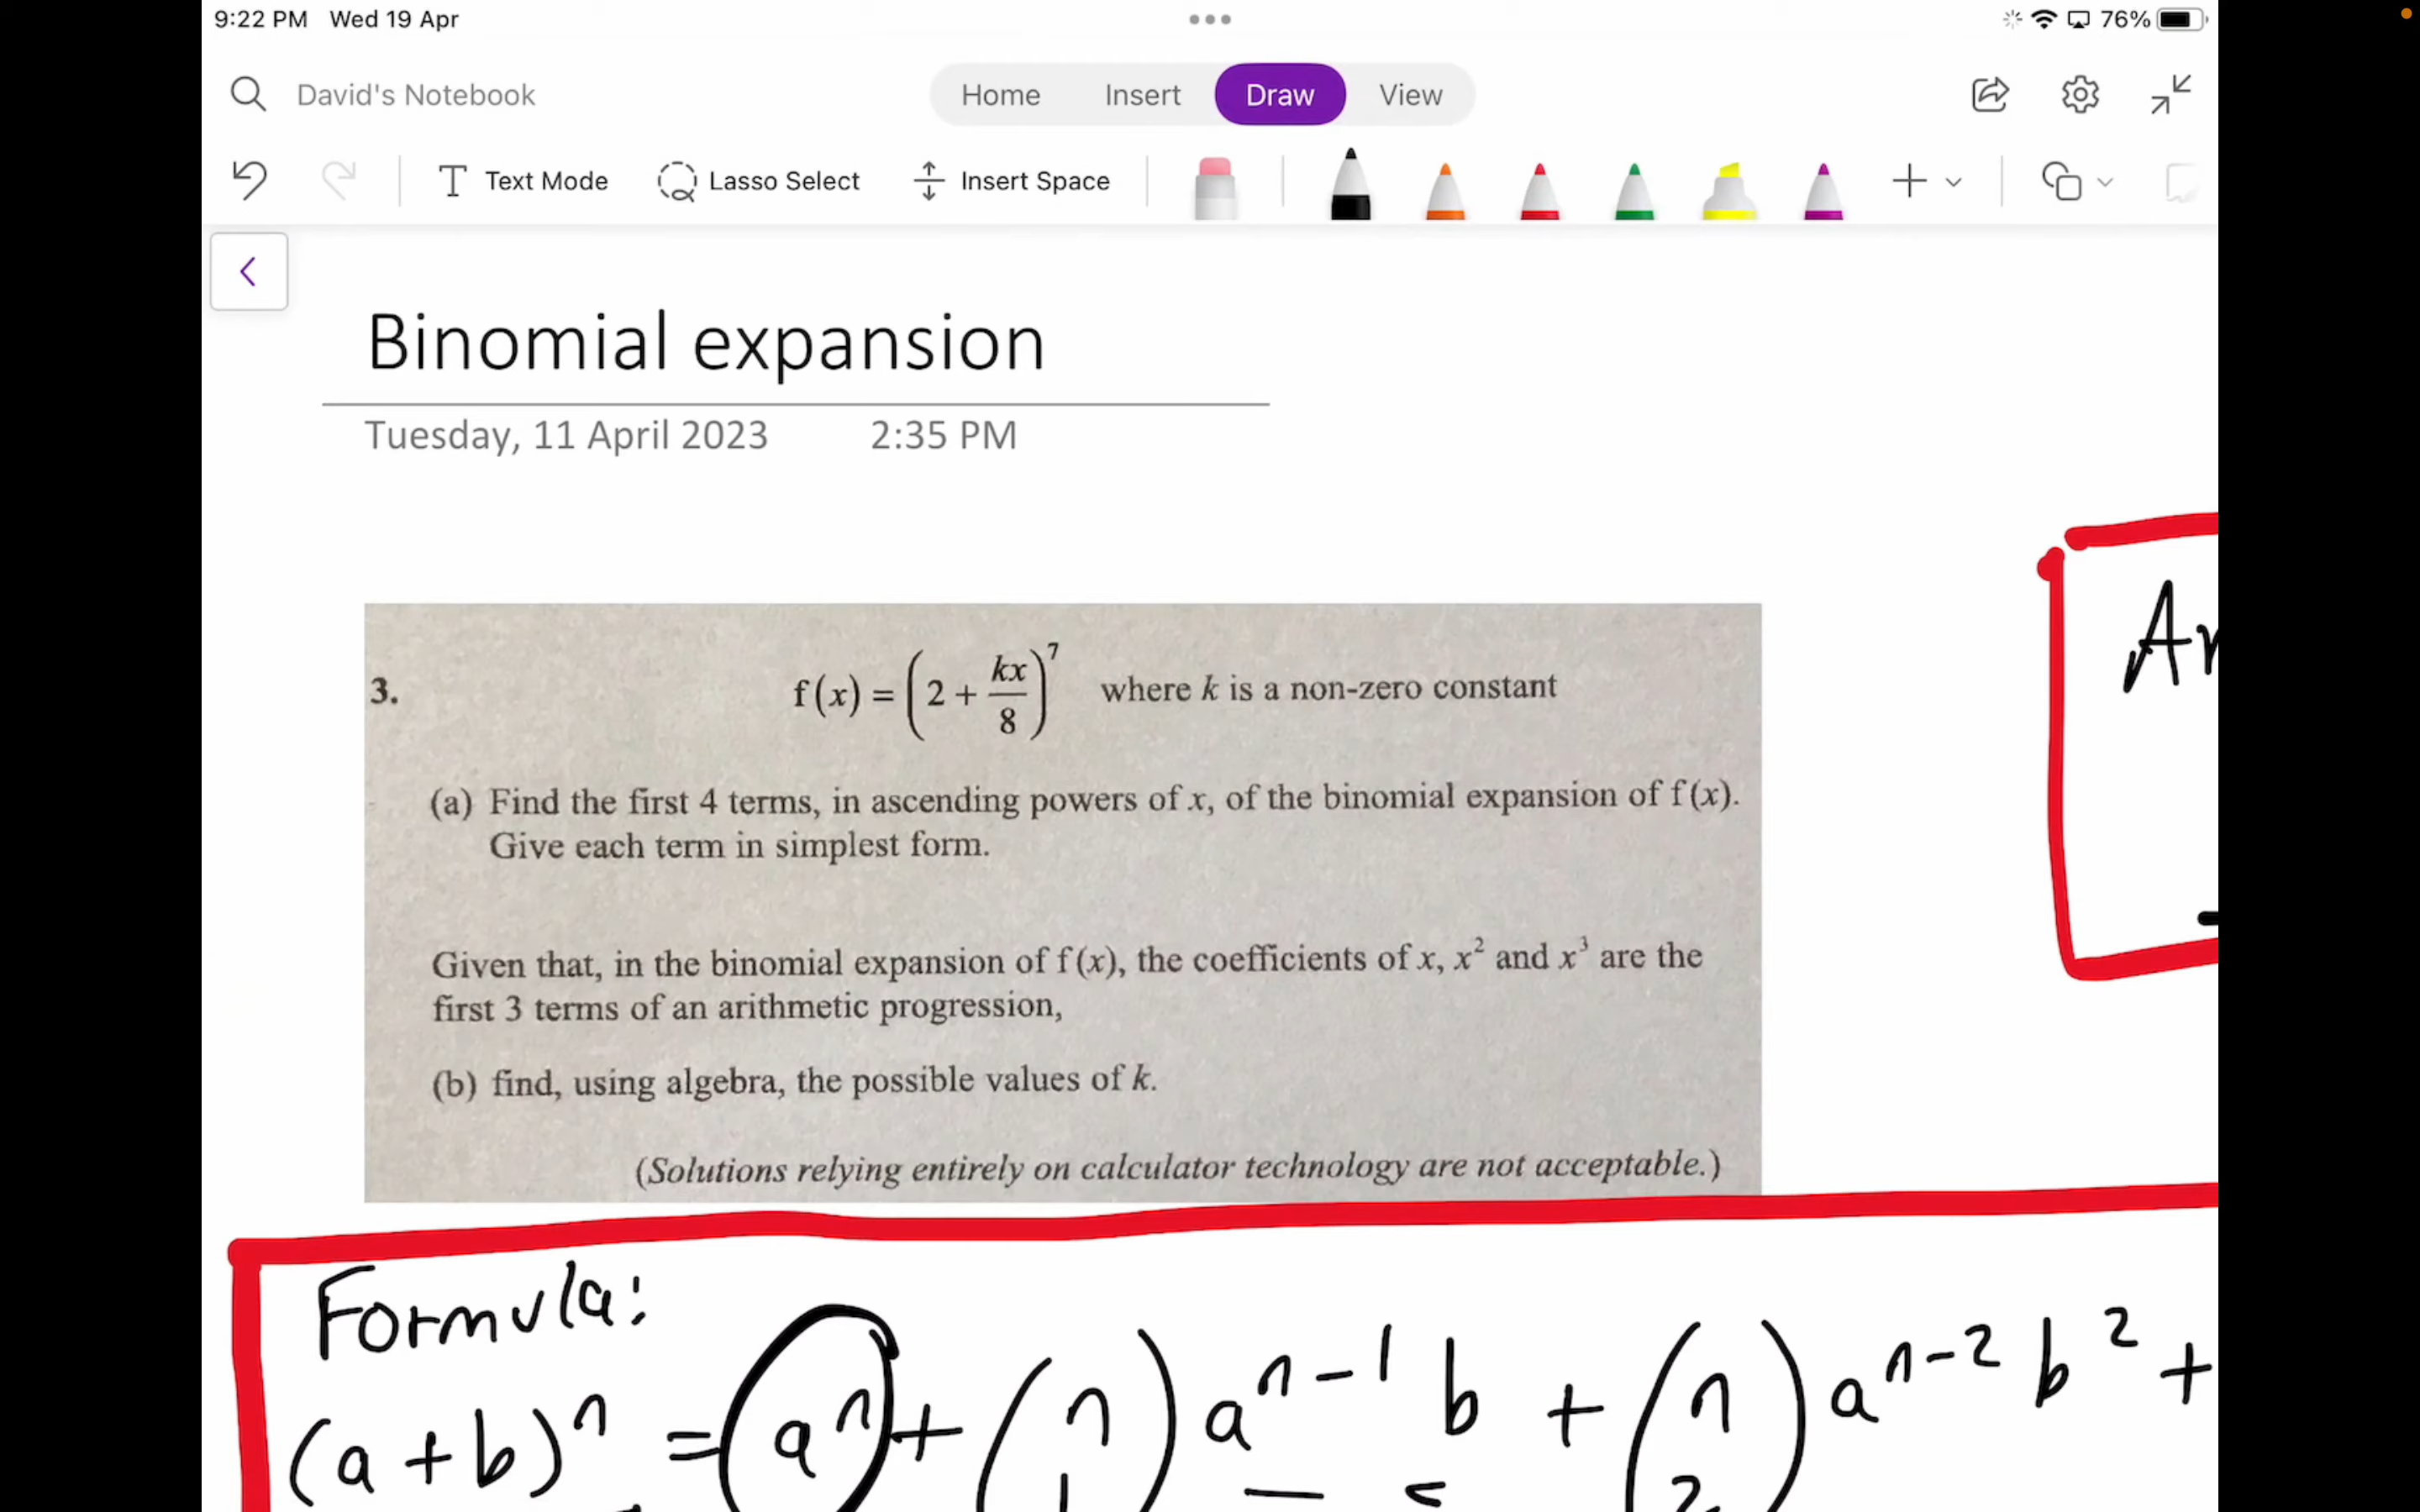 9:22 PM Wed 19 Apr
76%
David's Notebook
Home Insert Draw View
Text Mode Lasso Select Insert Space
Binomial expansion
Tuesday, 11 April 2023 2:35 PM
3. f(x) = (2 + kx/8)^7 where k is a non-zero constant
(a) Find the first 4 terms, in ascending powers of x, of the binomial expansion of f(x).
Give each term in simplest form.
Given that, in the binomial expansion of f(x), the coefficients of x, x² and x³ are the
first 3 terms of an arithmetic progression,
(b) find, using algebra, the possible values of k.
(Solutions relying entirely on calculator technology are not acceptable.)
Formula:
(a + b)^n = a^n + (n 1) a^(n-1) b + (n 2) a^(n-2) b² +